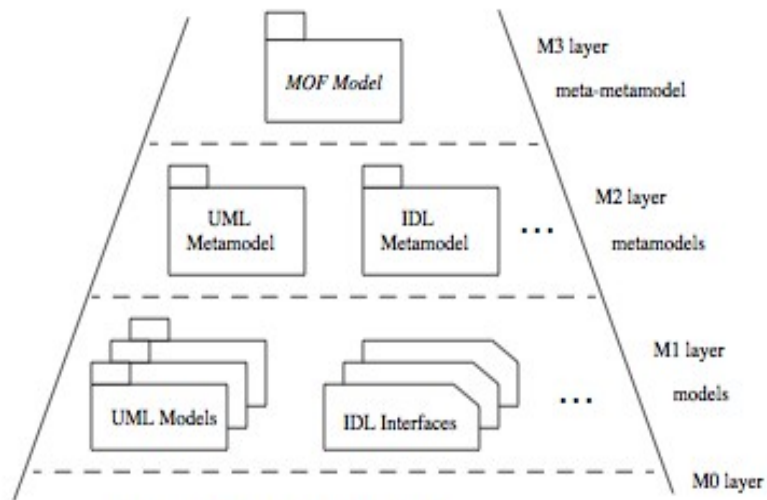 M3 layer
MOF Model
meta-metamodel
M2 layer
UML
Metamodel
IDL
Metamodel
...
metamodels
M1 layer
models
...
UML Models
IDL Interfaces
M0 layer